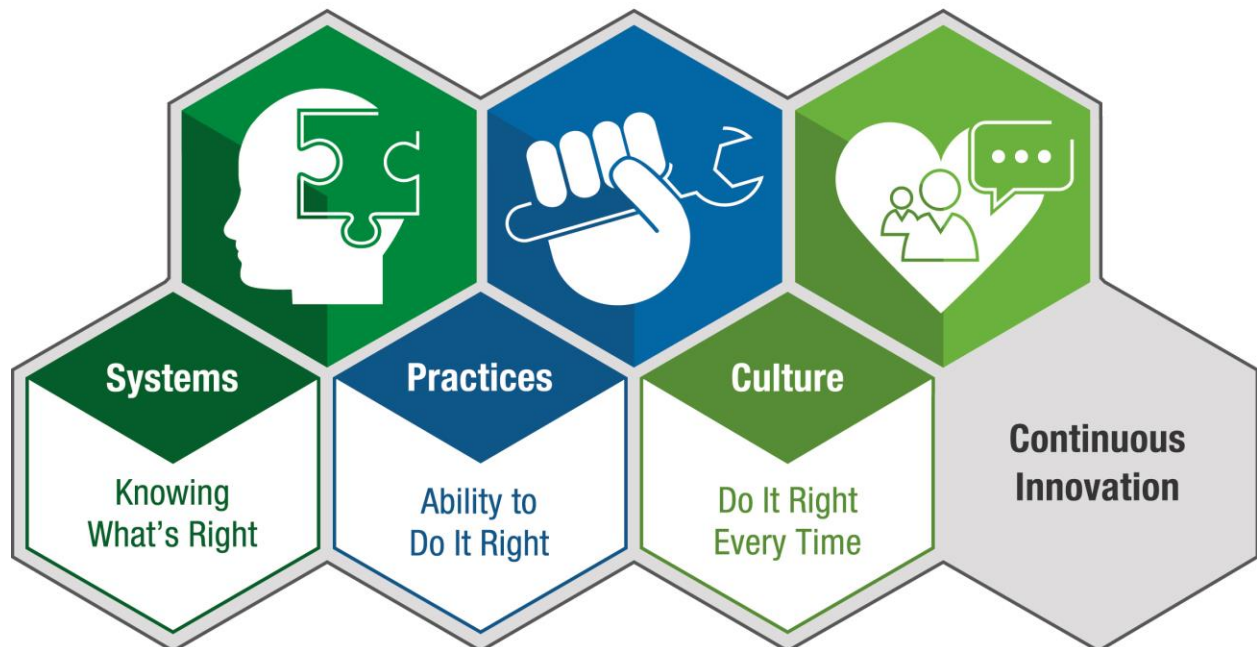 Systems
Knowing
What's Right
Practices
Ability to
Do It Right
Culture
Do It Right
Every Time
Continuous
Innovation